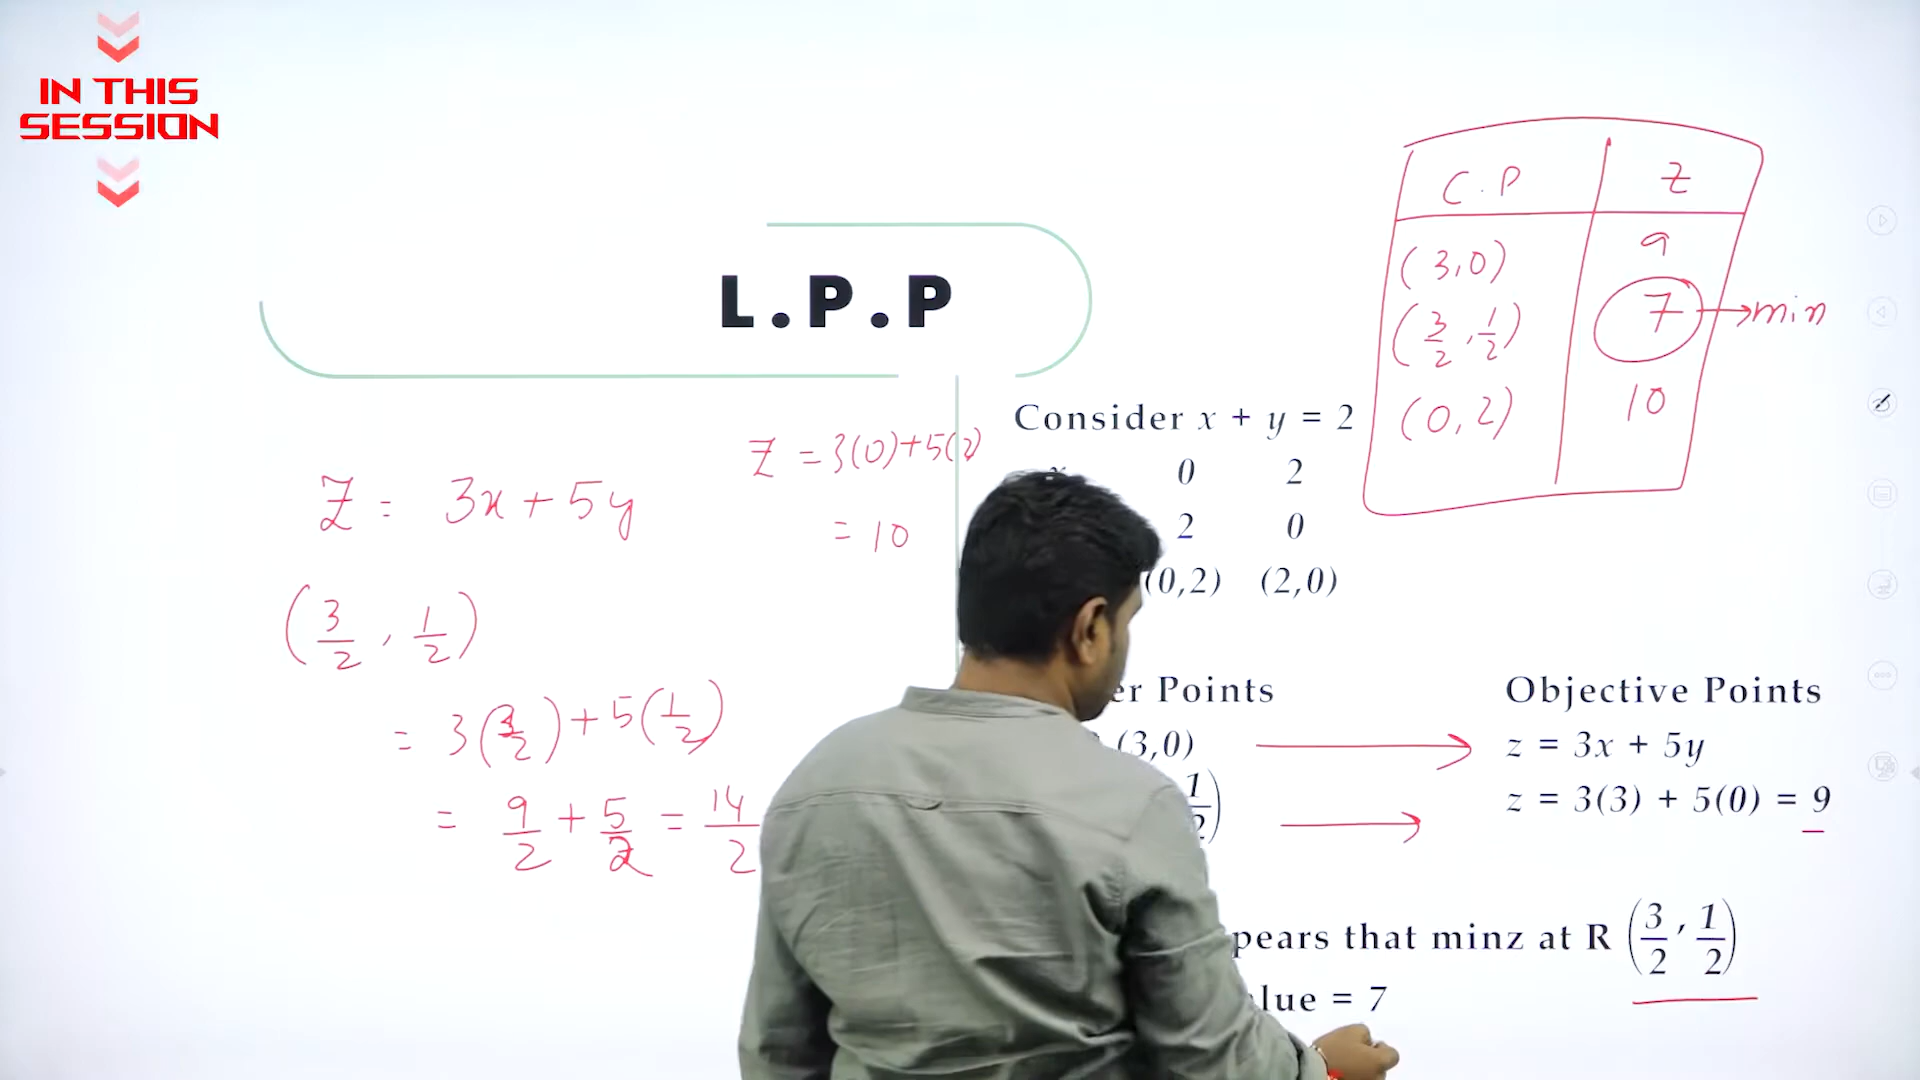 IN THIS
SESSION
L.P.P
C.P Z
(3,0) 9
(3/2, 1/2) 7 → min
(0,2) 10
Z = 3x + 5y
(3/2, 1/2)
= 3(3/2) + 5(1/2)
= 9/2 + 5/2 = 14/2
Z = 3(0)+5(2)
= 10
Consider x + y = 2
0 2
2 0
(0,2) (2,0)
Points Objective Points
(3,0) → z = 3x + 5y
→ z = 3(3) + 5(0) = 9
that minz at R (3/2, 1/2)
= 7